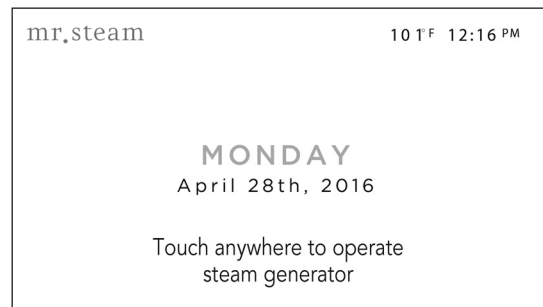 mr.steam 101°F 12:16 PM
MONDAY
April 28th, 2016
Touch anywhere to operate
steam generator